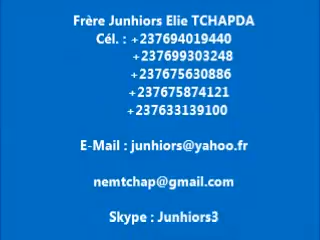 Frère Junhiors Elie TCHAPDA
Cél. : +237694019440
+237699303248
+237675630886
+237675874121
+237633139100
E-Mail : junhiors@yahoo.fr
nemtchap@gmail.com
Skype : Junhiors3